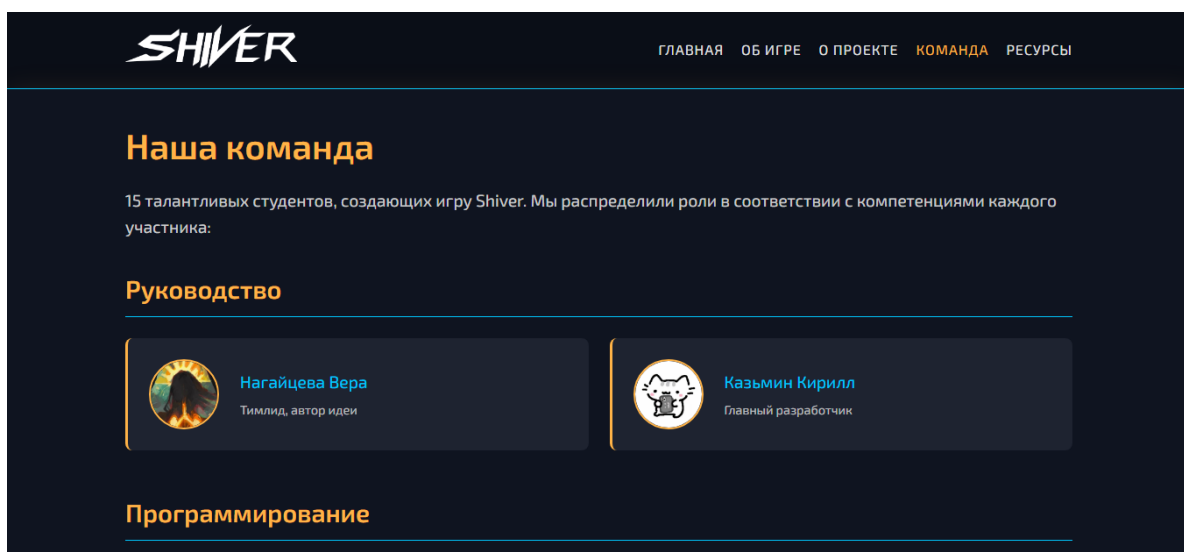 SHIVER
ГЛАВНАЯ ОБ ИГРЕ О ПРОЕКТЕ КОМАНДА РЕСУРСЫ
Наша команда
15 талантливых студентов, создающих игру Shiver. Мы распределили роли в соответствии с компетенциями каждого
участника:
Руководство
Нагайцева Вера
Тимлид, автор идеи
Казьмин Кирилл
Главный разработчик
Программирование